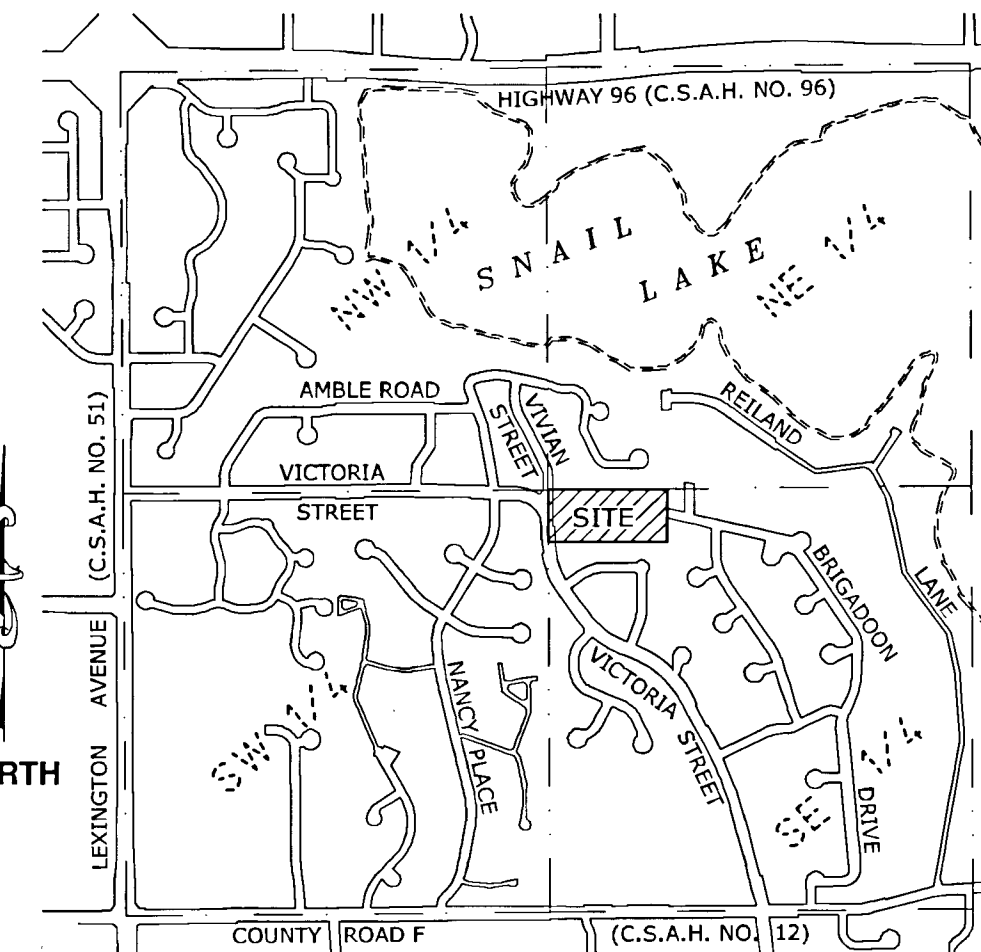 HIGHWAY 96 (C.S.A.H. NO. 96)
NW 1/4
SNAIL
LAKE
NE 1/4
AMBLE ROAD
REILAND
LANE
VIVIAN
STREET
VICTORIA
STREET
SITE
(C.S.A.H. NO. 51)
LEXINGTON AVENUE
BRIGADOON
DRIVE
VICTORIA STREET
NANCY PLACE
SW 1/4
SE 1/4
RTH
COUNTY ROAD F (C.S.A.H. NO. 12)